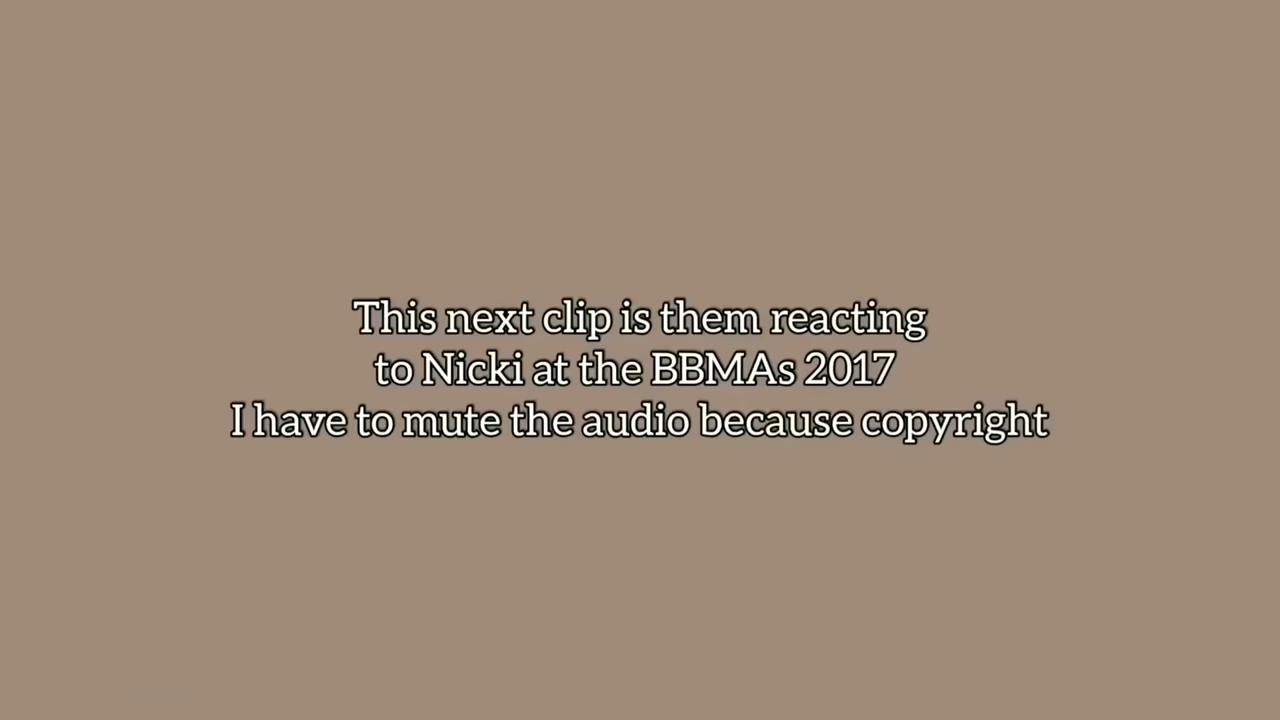 This next clip is them reacting
to Nicki at the BBMAs 2017
I have to mute the audio because copyright